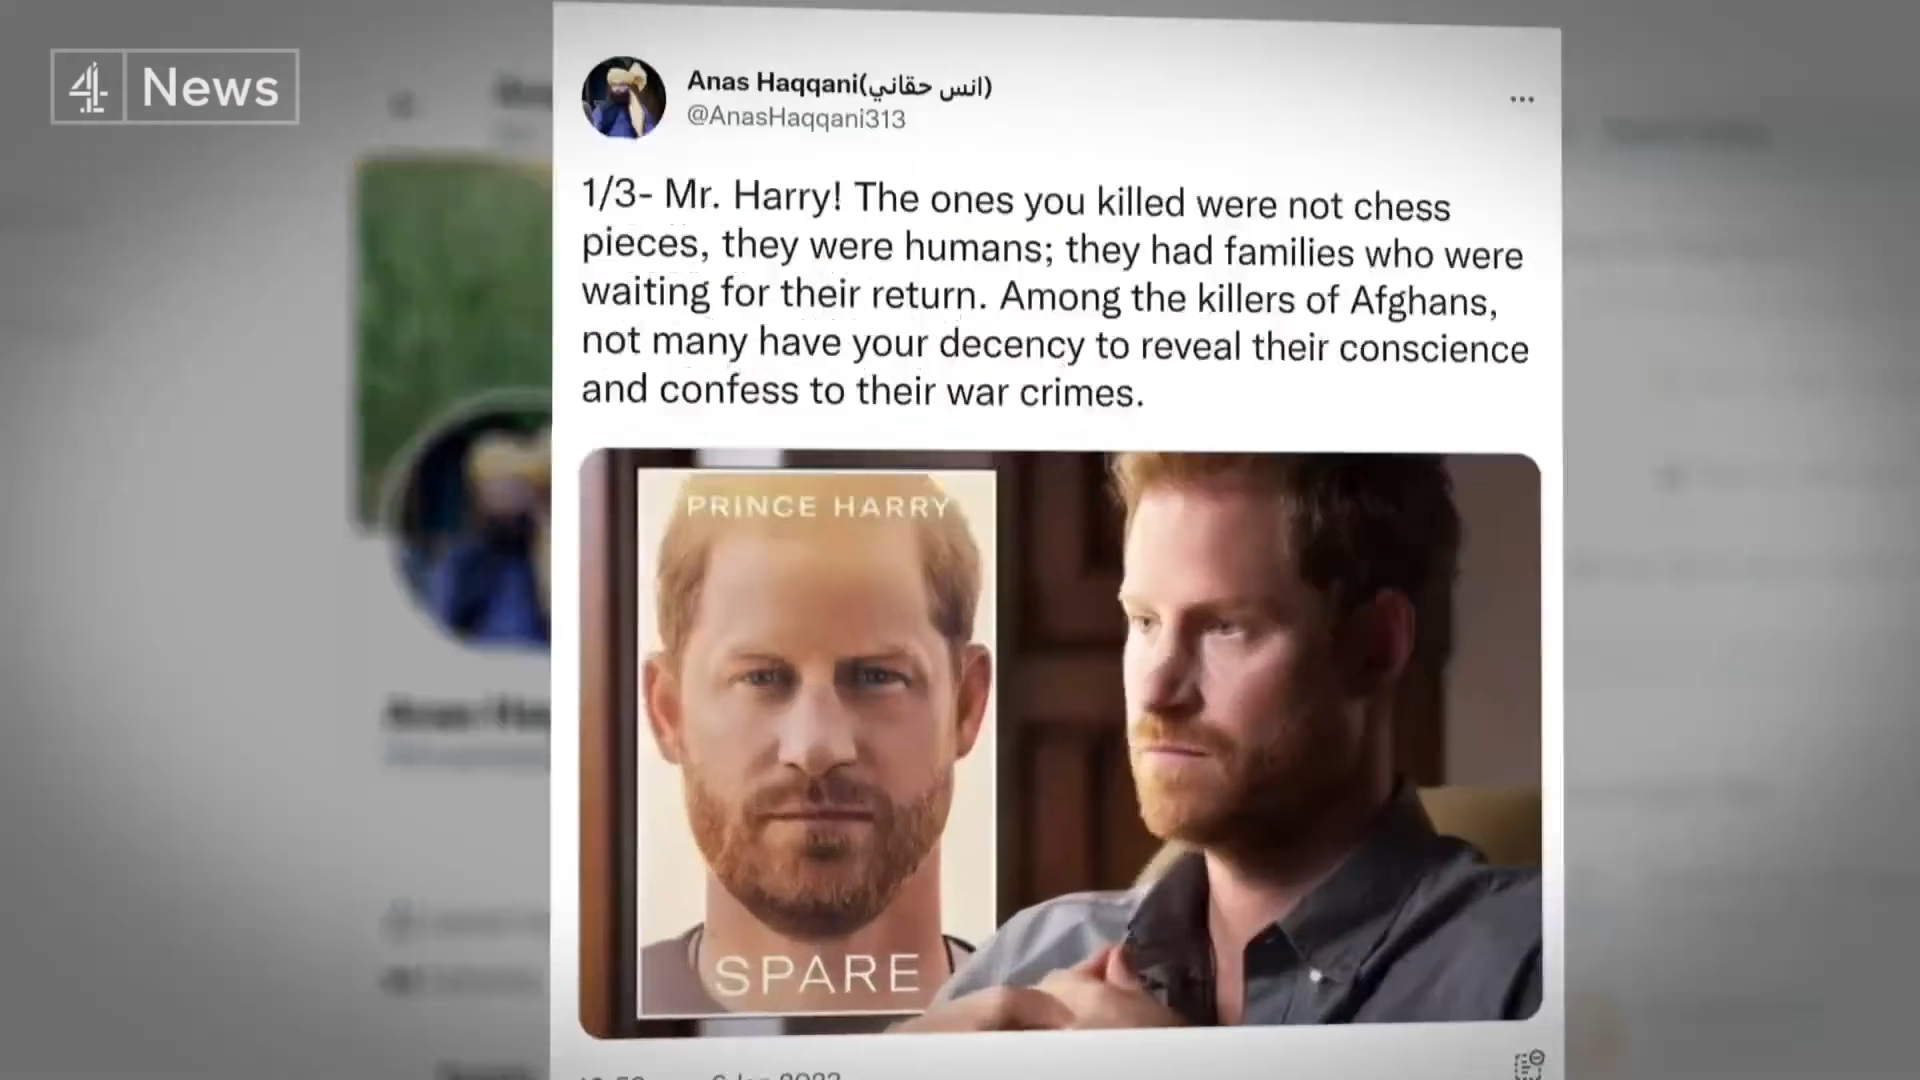 4 News
Anas Haqqani(انس حقاني)
@AnasHaqqani313
1/3- Mr. Harry! The ones you killed were not chess
pieces, they were humans; they had families who were
waiting for their return. Among the killers of Afghans,
not many have your decency to reveal their conscience
and confess to their war crimes.
PRINCE HARRY
SPARE